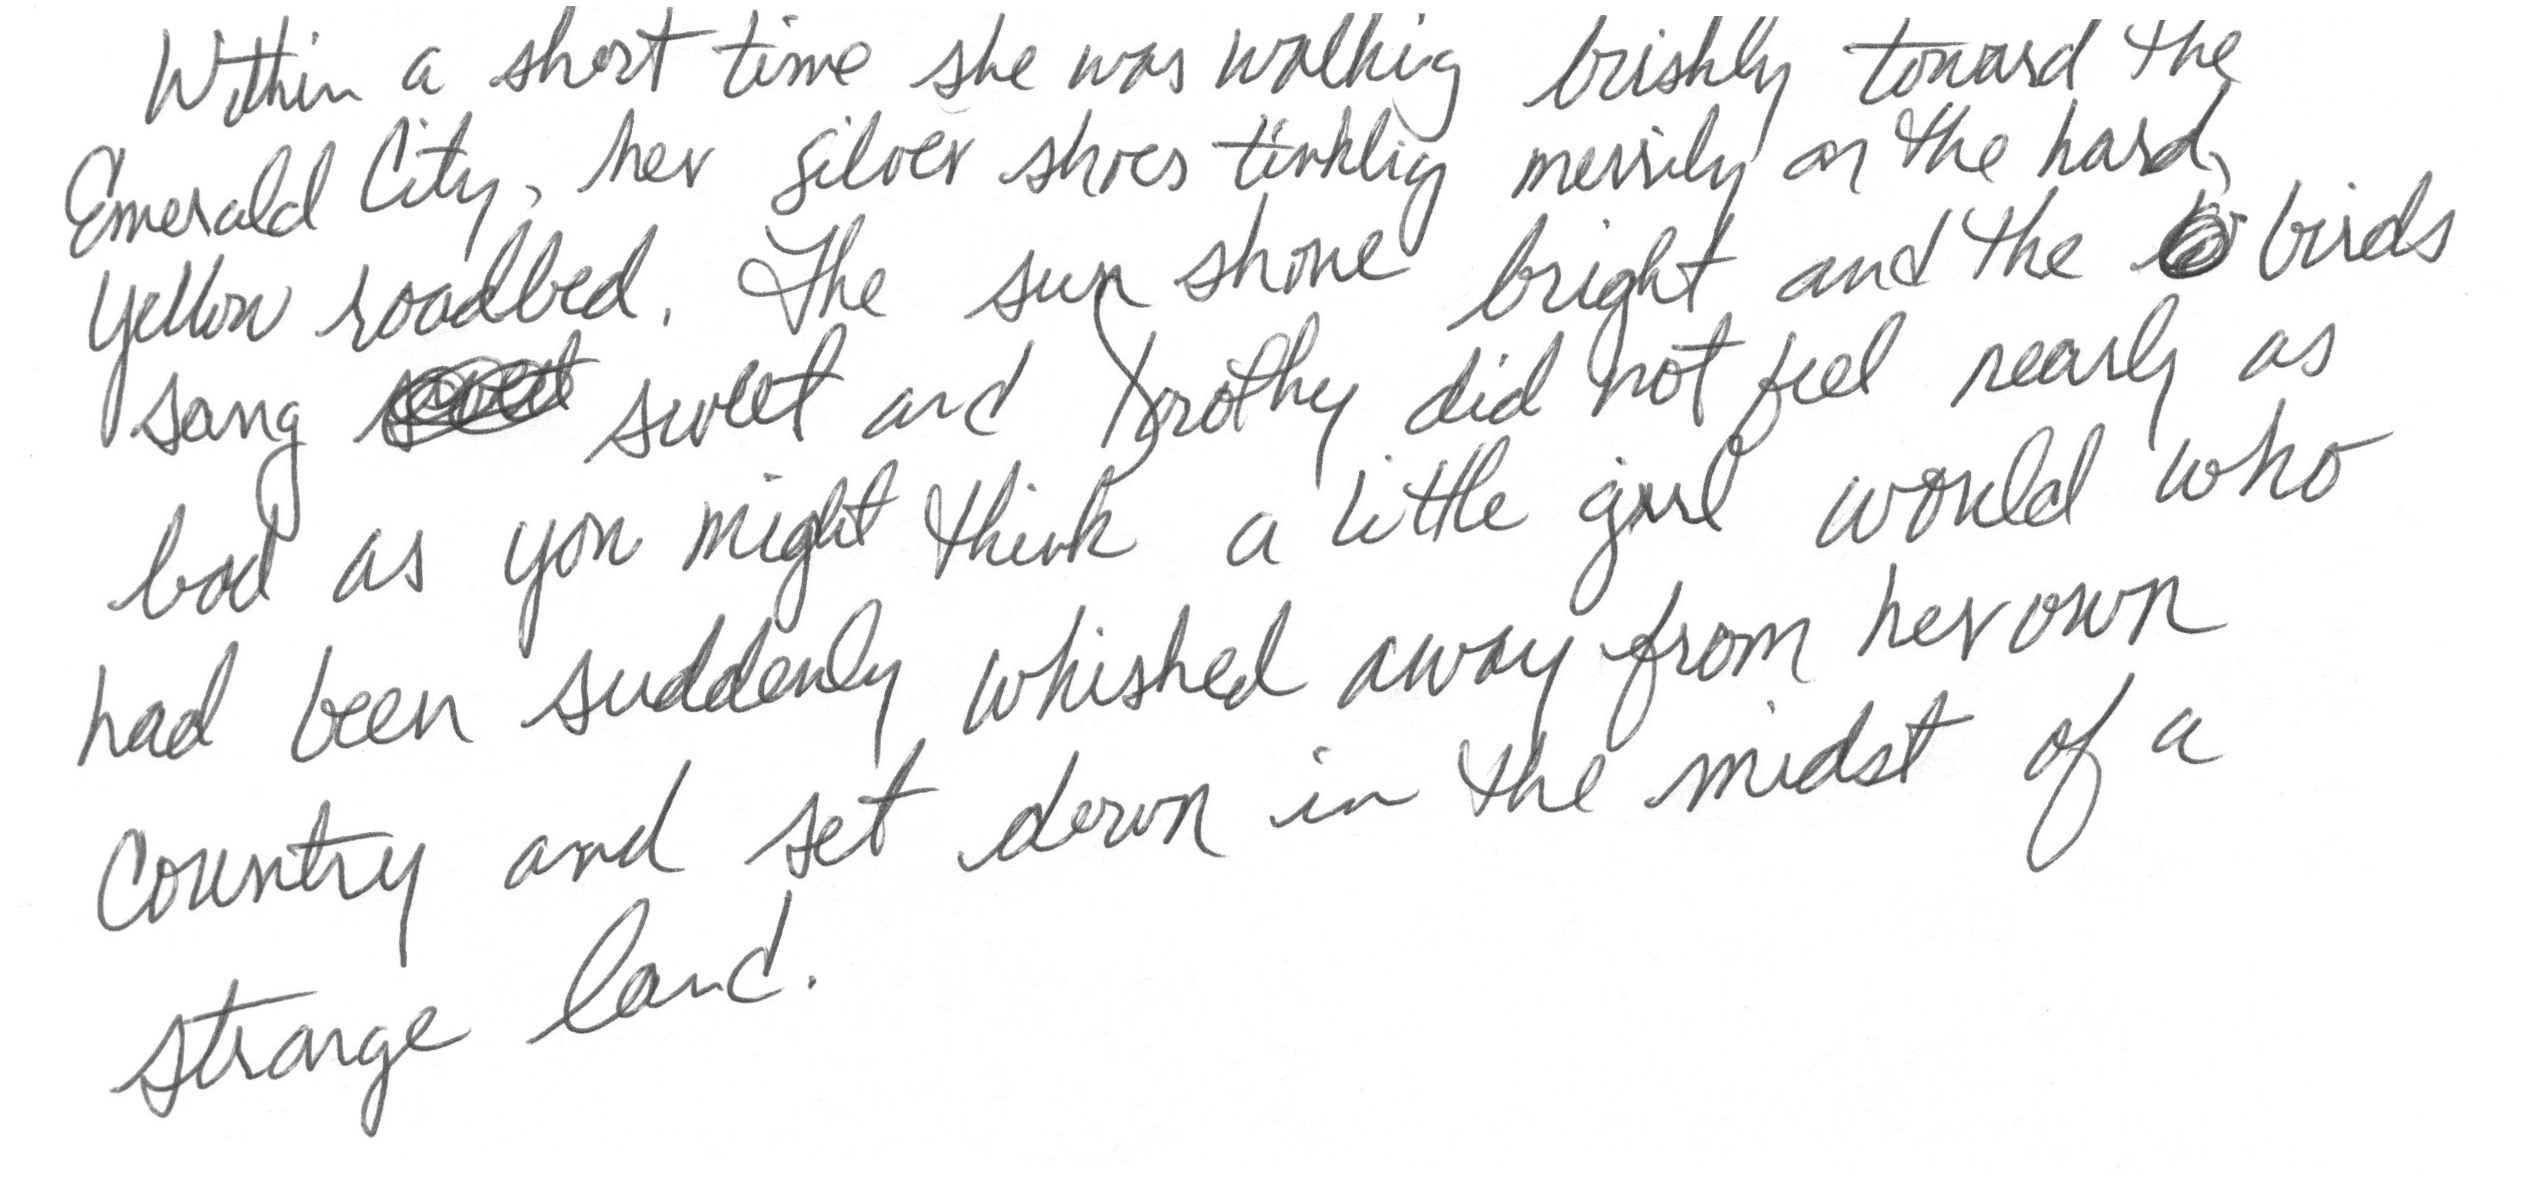 Within a short time she was walking briskly toward the
Emerald City, her silver shoes tinkling merrily on the hard,
yellow roadbed. The sun shone bright and the birds
sang sweet and Dorothy did not feel nearly as
bad as you might think a little girl would who
had been suddenly whished away from her own
country and set down in the midst of a
strange land.